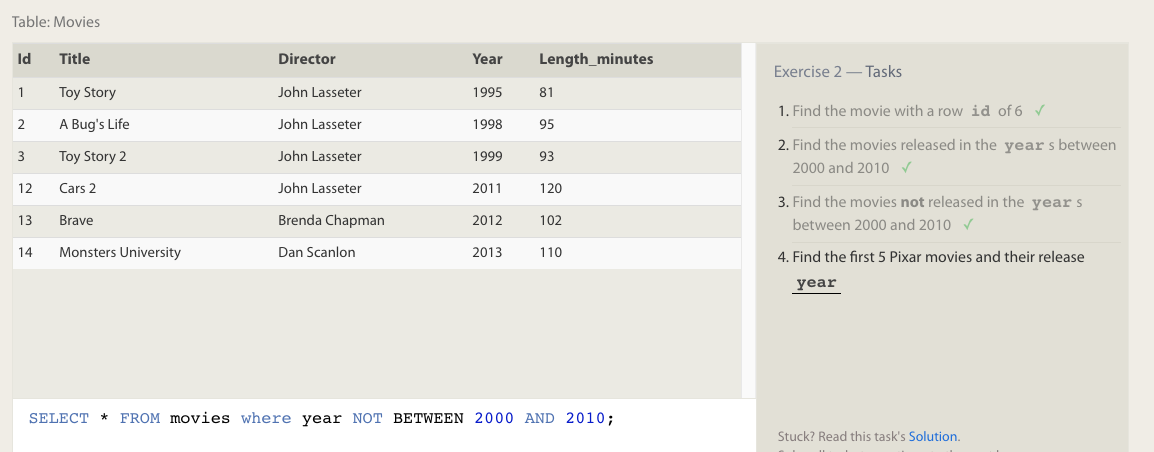 Table: Movies
Id Title Director Year Length_minutes
1 Toy Story John Lasseter 1995 81
2 A Bug's Life John Lasseter 1998 95
3 Toy Story 2 John Lasseter 1999 93
12 Cars 2 John Lasseter 2011 120
13 Brave Brenda Chapman 2012 102
14 Monsters University Dan Scanlon 2013 110
SELECT * FROM movies where year NOT BETWEEN 2000 AND 2010;
Exercise 2 — Tasks
1. Find the movie with a row id of 6 ✓
2. Find the movies released in the year s between
2000 and 2010 ✓
3. Find the movies not released in the year s
between 2000 and 2010 ✓
4. Find the first 5 Pixar movies and their release
year
Stuck? Read this task's Solution.